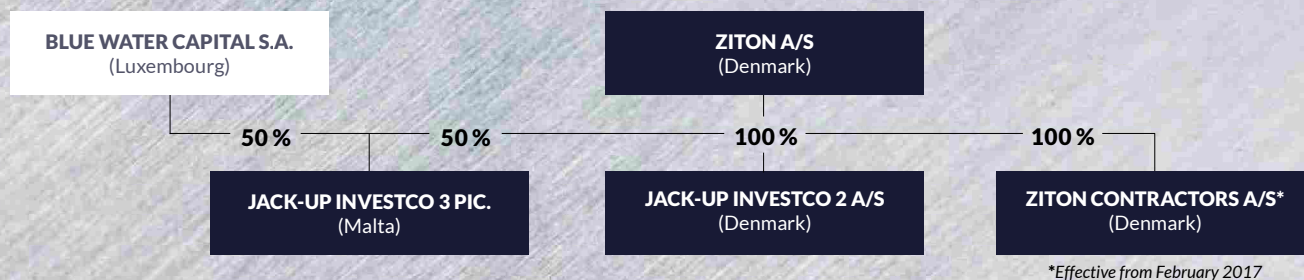 BLUE WATER CAPITAL S.A.
(Luxembourg)
ZITON A/S
(Denmark)
50 %
50 %
100 %
100 %
JACK-UP INVESTCO 3 PIC.
(Malta)
JACK-UP INVESTCO 2 A/S
(Denmark)
ZITON CONTRACTORS A/S*
(Denmark)
*Effective from February 2017